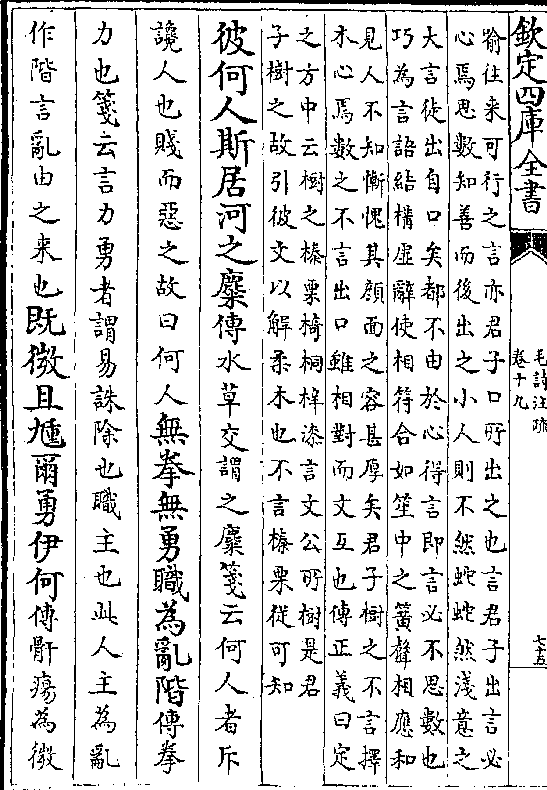 欽定四庫全書
毛詩注疏
卷十九
七十五
喻往来可行之言亦君子口所出之也言君子出言必
心焉思數知善而後出之小人則不然蛇蛇然淺意之
大言徒出自口矣都不由於心得言即言必不思數也
巧為言語結構虛辭使相符合如笙中之簧聲相應和
見人不知慚愧其顔面之容甚厚矣君子樹之不言擇
木心焉數之不言出口雖相對而文互也傳正義曰定
之方中云樹之榛栗椅桐梓漆言文公所樹是君
子樹之故引彼文以解柔木也不言榛栗從可知
彼何人斯居河之麋傳水草交謂之麋箋云何人者斥
讒人也賤而惡之故曰何人無拳無勇職為亂階傳拳
力也箋云言力勇者謂易誅除也職主也此人主為亂
作階言亂由之来也既微且尰爾勇伊何傳骭瘍為微